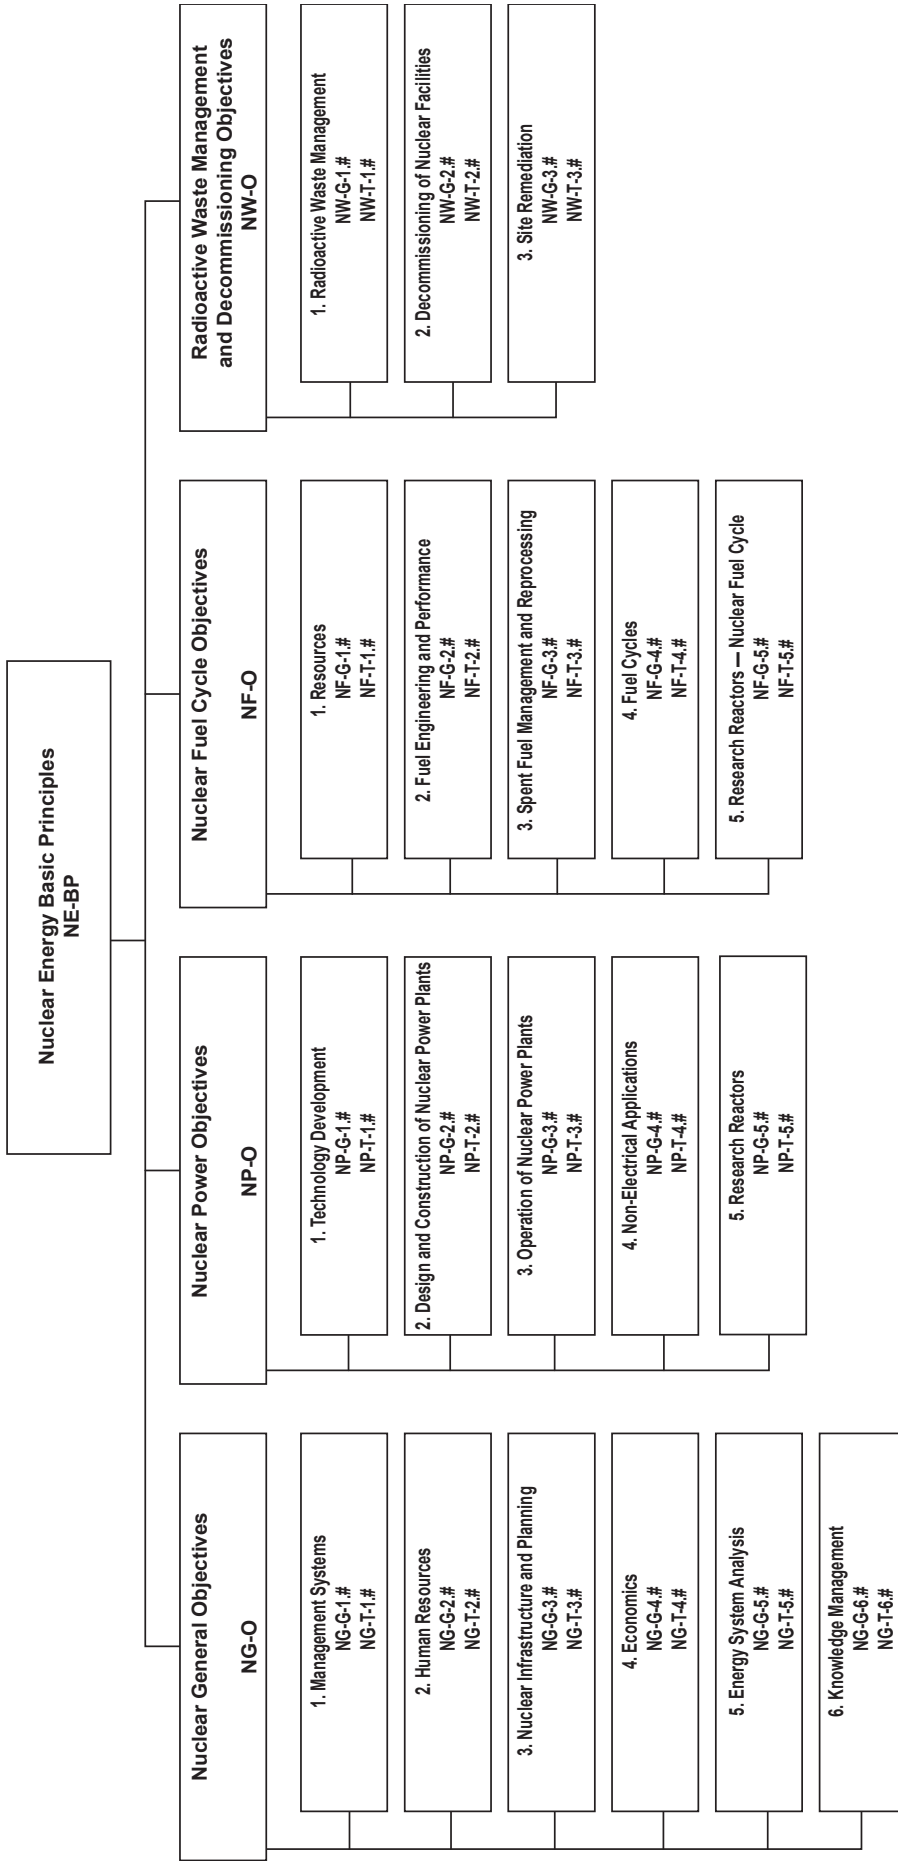 Nuclear Energy Basic Principles
NE-BP
Nuclear General Objectives
NG-O
1. Management Systems
NG-G-1.#
NG-T-1.#
2. Human Resources
NG-G-2.#
NG-T-2.#
3. Nuclear Infrastructure and Planning
NG-G-3.#
NG-T-3.#
4. Economics
NG-G-4.#
NG-T-4.#
5. Energy System Analysis
NG-G-5.#
NG-T-5.#
6. Knowledge Management
NG-G-6.#
NG-T-6.#
Nuclear Power Objectives
NP-O
1. Technology Development
NP-G-1.#
NP-T-1.#
2. Design and Construction of Nuclear Power Plants
NP-G-2.#
NP-T-2.#
3. Operation of Nuclear Power Plants
NP-G-3.#
NP-T-3.#
4. Non-Electrical Applications
NP-G-4.#
NP-T-4.#
5. Research Reactors
NP-G-5.#
NP-T-5.#
Nuclear Fuel Cycle Objectives
NF-O
1. Resources
NF-G-1.#
NF-T-1.#
2. Fuel Engineering and Performance
NF-G-2.#
NF-T-2.#
3. Spent Fuel Management and Reprocessing
NF-G-3.#
NF-T-3.#
4. Fuel Cycles
NF-G-4.#
NF-T-4.#
5. Research Reactors — Nuclear Fuel Cycle
NF-G-5.#
NF-T-5.#
Radioactive Waste Management
and Decommissioning Objectives
NW-O
1. Radioactive Waste Management
NW-G-1.#
NW-T-1.#
2. Decommissioning of Nuclear Facilities
NW-G-2.#
NW-T-2.#
3. Site Remediation
NW-G-3.#
NW-T-3.#